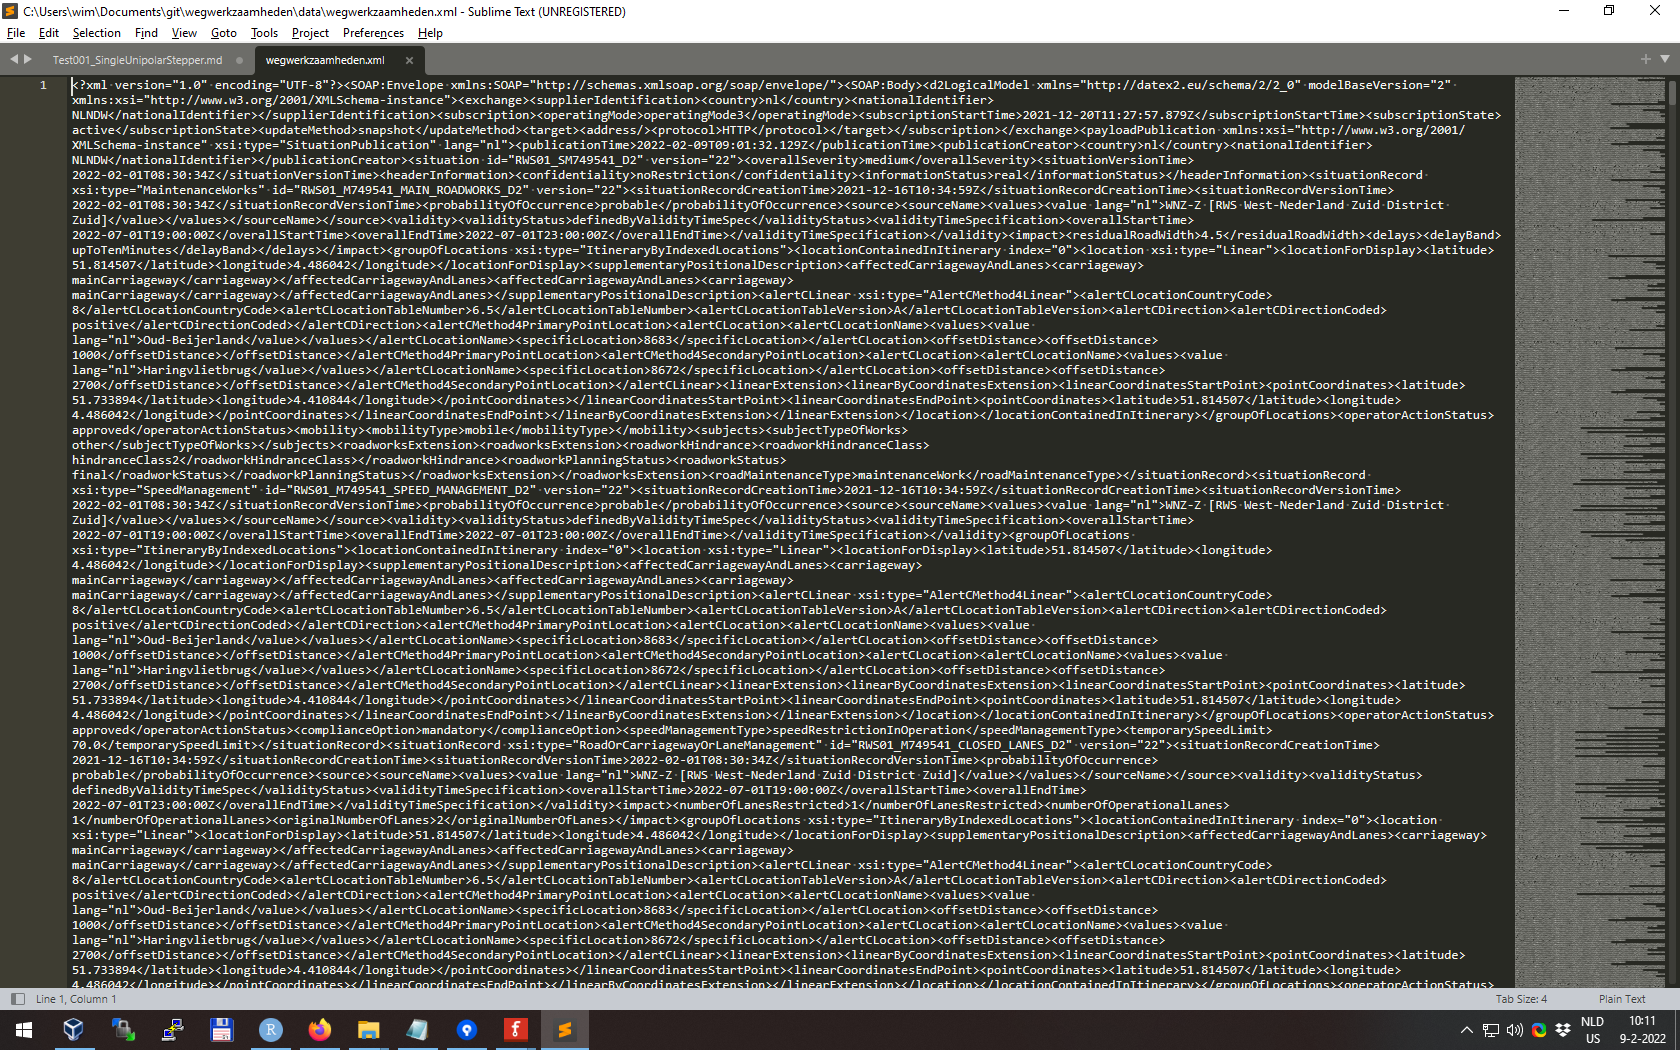 C:\Users\wim\Documents\git\wegwerkzaamheden\data\wegwerkzaamheden.xml - Sublime Text (UNREGISTERED)
File Edit Selection Find View Goto Tools Project Preferences Help
Test001_SingleUnipolarStepper.md wegwerkzaamheden.xml
1 <?xml version="1.0" encoding="UTF-8"?><SOAP:Envelope xmlns:SOAP="http://schemas.xmlsoap.org/soap/envelope/"><SOAP:Body><d2LogicalModel xmlns="http://datex2.eu/schema/2/2_0" modelBaseVersion="2"
xmlns:xsi="http://www.w3.org/2001/XMLSchema-instance"><exchange><supplierIdentification><country>nl</country><nationalIdentifier>
NLNDW</nationalIdentifier></supplierIdentification><subscription><operatingMode>operatingMode3</operatingMode><subscriptionStartTime>2021-12-20T11:27:57.879Z</subscriptionStartTime><subscriptionState>
active</subscriptionState><updateMethod>snapshot</updateMethod><target><address/><protocol>HTTP</protocol></target></subscription></exchange><payloadPublication xmlns:xsi="http://www.w3.org/2001/
XMLSchema-instance" xsi:type="SituationPublication" lang="nl"><publicationTime>2022-02-09T09:01:32.129Z</publicationTime><publicationCreator><country>nl</country><nationalIdentifier>
NLNDW</nationalIdentifier></publicationCreator><situation id="RWS01_SM749541_D2" version="22"><overallSeverity>medium</overallSeverity><situationVersionTime>
2022-02-01T08:30:34Z</situationVersionTime><headerInformation><confidentiality>noRestriction</confidentiality><informationStatus>real</informationStatus></headerInformation><situationRecord
xsi:type="MaintenanceWorks" id="RWS01_M749541_MAIN_ROADWORKS_D2" version="22"><situationRecordCreationTime>2021-12-16T10:34:59Z</situationRecordCreationTime><situationRecordVersionTime>
2022-02-01T08:30:34Z</situationRecordVersionTime><probabilityOfOccurrence>probable</probabilityOfOccurrence><source><sourceName><values><value lang="nl">WNZ-Z [RWS West-Nederland Zuid District
Zuid]</value></values></sourceName></source><validity><validityStatus>definedByValidityTimeSpec</validityStatus><validityTimeSpecification><overallStartTime>
2022-07-01T19:00:00Z</overallStartTime><overallEndTime>2022-07-01T23:00:00Z</overallEndTime></validityTimeSpecification></validity><impact><residualRoadWidth>4.5</residualRoadWidth><delays><delayBand>
upToTenMinutes</delayBand></delays></impact><groupOfLocations xsi:type="ItineraryByIndexedLocations"><locationContainedInItinerary index="0"><location xsi:type="Linear"><locationForDisplay><latitude>
51.814507</latitude><longitude>4.486042</longitude></locationForDisplay><supplementaryPositionalDescription><affectedCarriagewayAndLanes><carriageway>
mainCarriageway</carriageway></affectedCarriagewayAndLanes><affectedCarriagewayAndLanes><carriageway>
mainCarriageway</carriageway></affectedCarriagewayAndLanes></supplementaryPositionalDescription><alertCLinear xsi:type="AlertCMethod4Linear"><alertCLocationCountryCode>
8</alertCLocationCountryCode><alertCLocationTableNumber>6.5</alertCLocationTableNumber><alertCLocationTableVersion>A</alertCLocationTableVersion><alertCDirection><alertCDirectionCoded>
positive</alertCDirectionCoded></alertCDirection><alertCMethod4PrimaryPointLocation><alertCLocation><alertCLocationName><values><value
lang="nl">Oud-Beijerland</value></values></alertCLocationName><specificLocation>8683</specificLocation></alertCLocation><offsetDistance><offsetDistance>
1000</offsetDistance></offsetDistance></alertCMethod4PrimaryPointLocation><alertCMethod4SecondaryPointLocation><alertCLocation><alertCLocationName><values><value
lang="nl">Haringvlietbrug</value></values></alertCLocationName><specificLocation>8672</specificLocation></alertCLocation><offsetDistance><offsetDistance>
2700</offsetDistance></offsetDistance></alertCMethod4SecondaryPointLocation></alertCLinear><linearExtension><linearByCoordinatesExtension><linearCoordinatesStartPoint><pointCoordinates><latitude>
51.733894</latitude><longitude>4.410844</longitude></pointCoordinates></linearCoordinatesStartPoint><linearCoordinatesEndPoint><pointCoordinates><latitude>51.814507</latitude><longitude>
4.486042</longitude></pointCoordinates></linearCoordinatesEndPoint></linearByCoordinatesExtension></linearExtension></location></locationContainedInItinerary></groupOfLocations><operatorActionStatus>
approved</operatorActionStatus><mobility><mobilityType>mobile</mobilityType></mobility><subjects><subjectTypeOfWorks>
other</subjectTypeOfWorks></subjects><roadworksExtension><roadworksExtension><roadworkHindrance><roadworkHindranceClass>
hindranceClass2</roadworkHindranceClass></roadworkHindrance><roadworkPlanningStatus><roadworkStatus>
final</roadworkStatus></roadworkPlanningStatus></roadworksExtension></roadworksExtension><roadMaintenanceType>maintenanceWork</roadMaintenanceType></situationRecord><situationRecord
xsi:type="SpeedManagement" id="RWS01_M749541_SPEED_MANAGEMENT_D2" version="22"><situationRecordCreationTime>2021-12-16T10:34:59Z</situationRecordCreationTime><situationRecordVersionTime>
2022-02-01T08:30:34Z</situationRecordVersionTime><probabilityOfOccurrence>probable</probabilityOfOccurrence><source><sourceName><values><value lang="nl">WNZ-Z [RWS West-Nederland Zuid District
Zuid]</value></values></sourceName></source><validity><validityStatus>definedByValidityTimeSpec</validityStatus><validityTimeSpecification><overallStartTime>
2022-07-01T19:00:00Z</overallStartTime><overallEndTime>2022-07-01T23:00:00Z</overallEndTime></validityTimeSpecification></validity><groupOfLocations
xsi:type="ItineraryByIndexedLocations"><locationContainedInItinerary index="0"><location xsi:type="Linear"><locationForDisplay><latitude>51.814507</latitude><longitude>
4.486042</longitude></locationForDisplay><supplementaryPositionalDescription><affectedCarriagewayAndLanes><carriageway>
mainCarriageway</carriageway></affectedCarriagewayAndLanes><affectedCarriagewayAndLanes><carriageway>
mainCarriageway</carriageway></affectedCarriagewayAndLanes></supplementaryPositionalDescription><alertCLinear xsi:type="AlertCMethod4Linear"><alertCLocationCountryCode>
8</alertCLocationCountryCode><alertCLocationTableNumber>6.5</alertCLocationTableNumber><alertCLocationTableVersion>A</alertCLocationTableVersion><alertCDirection><alertCDirectionCoded>
positive</alertCDirectionCoded></alertCDirection><alertCMethod4PrimaryPointLocation><alertCLocation><alertCLocationName><values><value
lang="nl">Oud-Beijerland</value></values></alertCLocationName><specificLocation>8683</specificLocation></alertCLocation><offsetDistance><offsetDistance>
1000</offsetDistance></offsetDistance></alertCMethod4PrimaryPointLocation><alertCMethod4SecondaryPointLocation><alertCLocation><alertCLocationName><values><value
lang="nl">Haringvlietbrug</value></values></alertCLocationName><specificLocation>8672</specificLocation></alertCLocation><offsetDistance><offsetDistance>
2700</offsetDistance></offsetDistance></alertCMethod4SecondaryPointLocation></alertCLinear><linearExtension><linearByCoordinatesExtension><linearCoordinatesStartPoint><pointCoordinates><latitude>
51.733894</latitude><longitude>4.410844</longitude></pointCoordinates></linearCoordinatesStartPoint><linearCoordinatesEndPoint><pointCoordinates><latitude>51.814507</latitude><longitude>
4.486042</longitude></pointCoordinates></linearCoordinatesEndPoint></linearByCoordinatesExtension></linearExtension></location></locationContainedInItinerary></groupOfLocations><operatorActionStatus>
approved</operatorActionStatus><complianceOption>mandatory</complianceOption><speedManagementType>speedRestrictionInOperation</speedManagementType><temporarySpeedLimit>
70.0</temporarySpeedLimit></situationRecord><situationRecord xsi:type="RoadOrCarriagewayOrLaneManagement" id="RWS01_M749541_CLOSED_LANES_D2" version="22"><situationRecordCreationTime>
2021-12-16T10:34:59Z</situationRecordCreationTime><situationRecordVersionTime>2022-02-01T08:30:34Z</situationRecordVersionTime><probabilityOfOccurrence>
probable</probabilityOfOccurrence><source><sourceName><values><value lang="nl">WNZ-Z [RWS West-Nederland Zuid District Zuid]</value></values></sourceName></source><validity><validityStatus>
definedByValidityTimeSpec</validityStatus><validityTimeSpecification><overallStartTime>2022-07-01T19:00:00Z</overallStartTime><overallEndTime>
2022-07-01T23:00:00Z</overallEndTime></validityTimeSpecification></validity><impact><numberOfLanesRestricted>1</numberOfLanesRestricted><numberOfOperationalLanes>
1</numberOfOperationalLanes><originalNumberOfLanes>2</originalNumberOfLanes></impact><groupOfLocations xsi:type="ItineraryByIndexedLocations"><locationContainedInItinerary index="0"><location
xsi:type="Linear"><locationForDisplay><latitude>51.814507</latitude><longitude>4.486042</longitude></locationForDisplay><supplementaryPositionalDescription><affectedCarriagewayAndLanes><carriageway>
mainCarriageway</carriageway></affectedCarriagewayAndLanes><affectedCarriagewayAndLanes><carriageway>
mainCarriageway</carriageway></affectedCarriagewayAndLanes></supplementaryPositionalDescription><alertCLinear xsi:type="AlertCMethod4Linear"><alertCLocationCountryCode>
8</alertCLocationCountryCode><alertCLocationTableNumber>6.5</alertCLocationTableNumber><alertCLocationTableVersion>A</alertCLocationTableVersion><alertCDirection><alertCDirectionCoded>
positive</alertCDirectionCoded></alertCDirection><alertCMethod4PrimaryPointLocation><alertCLocation><alertCLocationName><values><value
lang="nl">Oud-Beijerland</value></values></alertCLocationName><specificLocation>8683</specificLocation></alertCLocation><offsetDistance><offsetDistance>
1000</offsetDistance></offsetDistance></alertCMethod4PrimaryPointLocation><alertCMethod4SecondaryPointLocation><alertCLocation><alertCLocationName><values><value
lang="nl">Haringvlietbrug</value></values></alertCLocationName><specificLocation>8672</specificLocation></alertCLocation><offsetDistance><offsetDistance>
2700</offsetDistance></offsetDistance></alertCMethod4SecondaryPointLocation></alertCLinear><linearExtension><linearByCoordinatesExtension><linearCoordinatesStartPoint><pointCoordinates><latitude>
51.733894</latitude><longitude>4.410844</longitude></pointCoordinates></linearCoordinatesStartPoint><linearCoordinatesEndPoint><pointCoordinates><latitude>51.814507</latitude><longitude>
4.486042</longitude></pointCoordinates></linearCoordinatesEndPoint></linearByCoordinatesExtension></linearExtension></location></locationContainedInItinerary></groupOfLocations><operatorActionStatus>
Line 1, Column 1 Tab Size: 4 Plain Text
NLD 10:11
US 9-2-2022